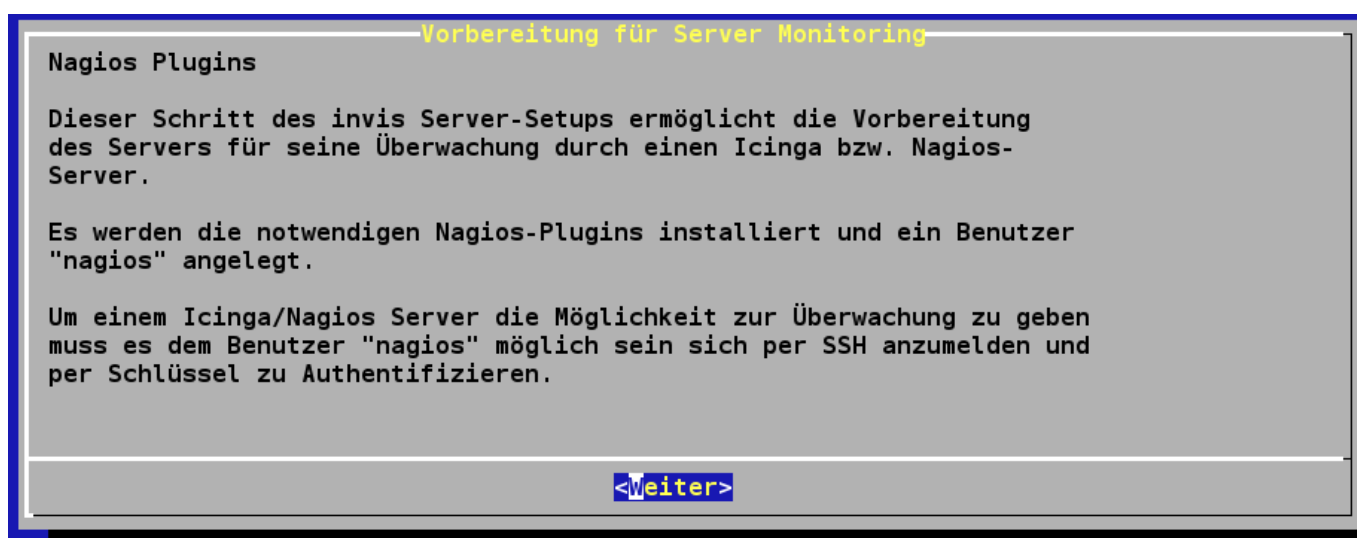 Vorbereitung für Server Monitoring
Nagios Plugins
Dieser Schritt des invis Server-Setups ermöglicht die Vorbereitung
des Servers für seine Überwachung durch einen Icinga bzw. Nagios-
Server.
Es werden die notwendigen Nagios-Plugins installiert und ein Benutzer
"nagios" angelegt.
Um einem Icinga/Nagios Server die Möglichkeit zur Überwachung zu geben
muss es dem Benutzer "nagios" möglich sein sich per SSH anzumelden und
per Schlüssel zu Authentifizieren.
<Weiter>